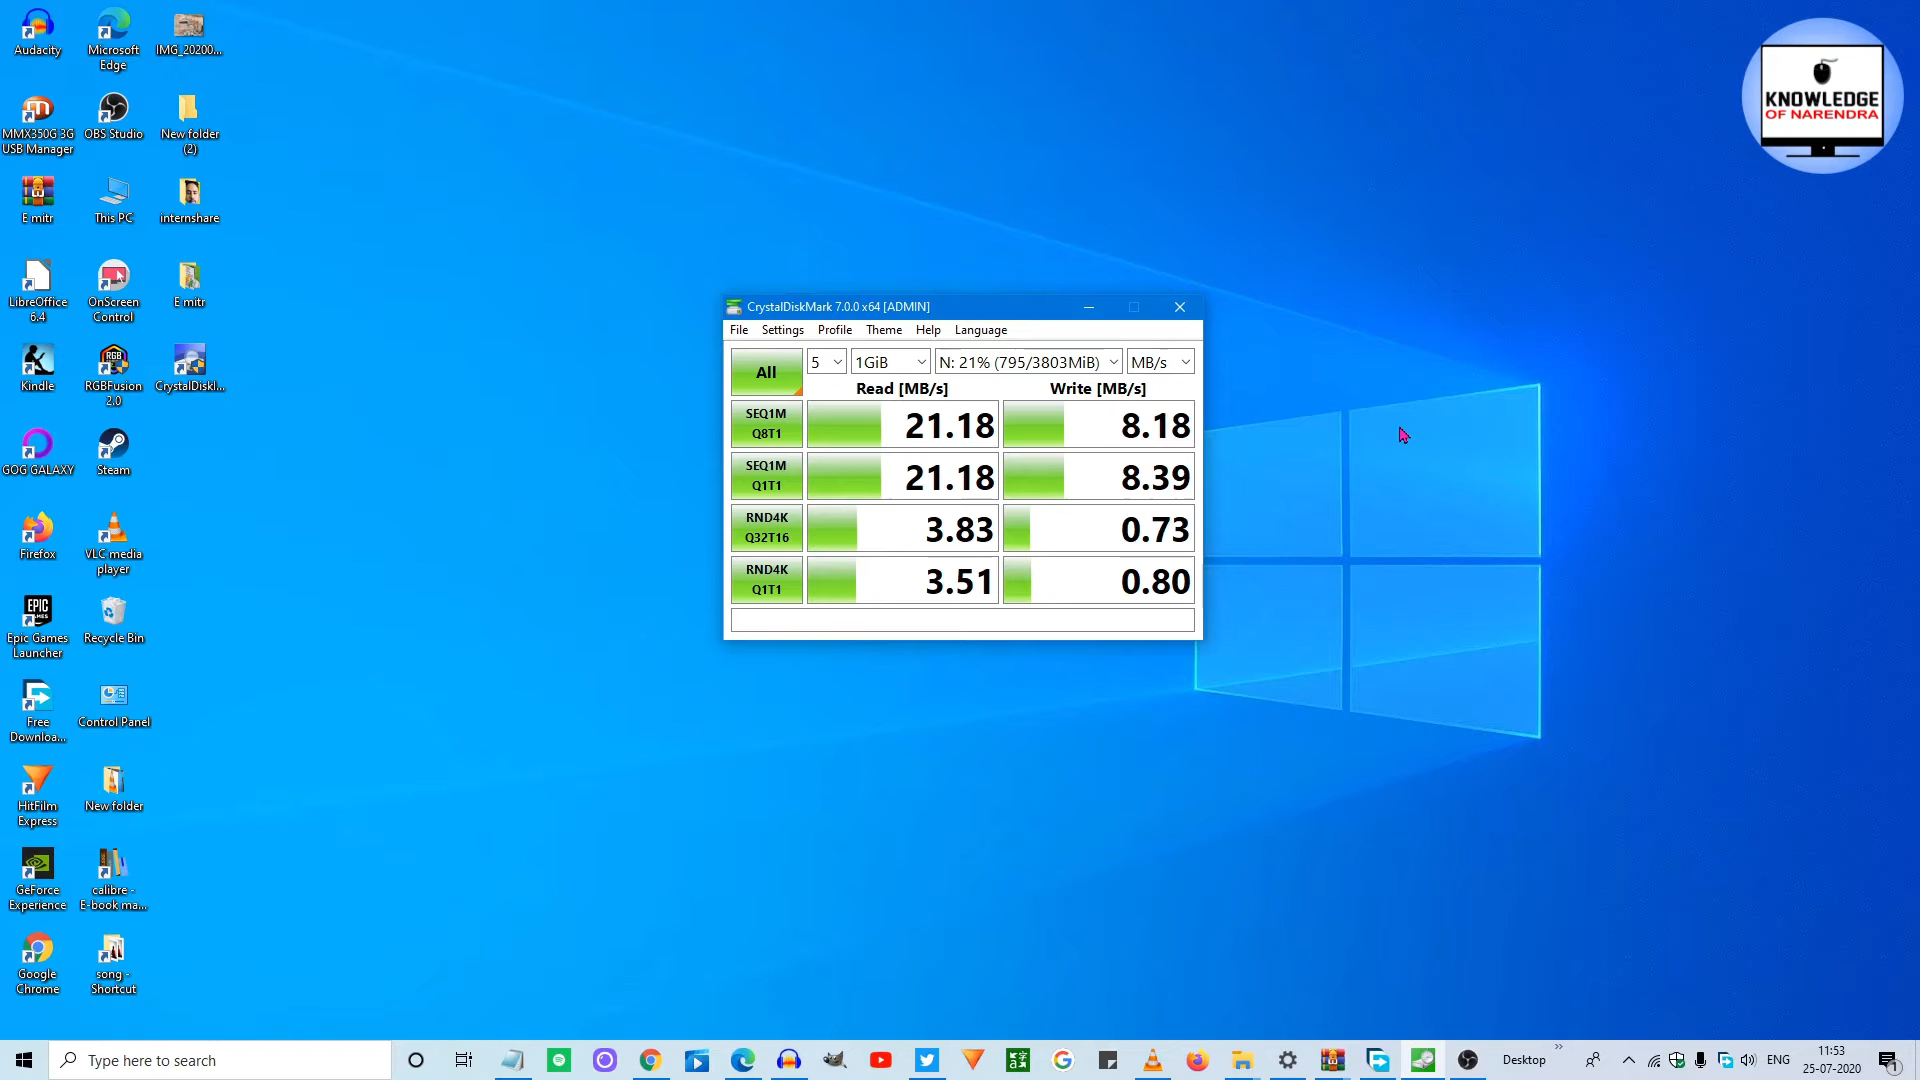 Audacity
Microsoft
Edge
IMG_20200...
MMX350G 3G
USB Manager
OBS Studio
New folder
(2)
E mitr
This PC
internshare
LibreOffice
6.4
OnScreen
Control
E mitr
Kindle
RGBFusion
2.0
CrystalDiskI...
GOG GALAXY
Steam
Firefox
VLC media
player
EPIC
GAMES
Epic Games
Launcher
Recycle Bin
Free
Downloa...
Control Panel
HitFilm
Express
New folder
GeForce
Experience
calibre -
E-book ma...
Google
Chrome
song -
Shortcut
KNOWLEDGE
OF NARENDRA
CrystalDiskMark 7.0.0 x64 [ADMIN]
File Settings Profile Theme Help Language
All 5 1GiB N: 21% (795/3803MiB) MB/s
Read [MB/s] Write [MB/s]
SEQ1M
Q8T1 21.18 8.18
SEQ1M
Q1T1 21.18 8.39
RND4K
Q32T16 3.83 0.73
RND4K
Q1T1 3.51 0.80
Type here to search
Desktop
ENG
11:53
25-07-2020